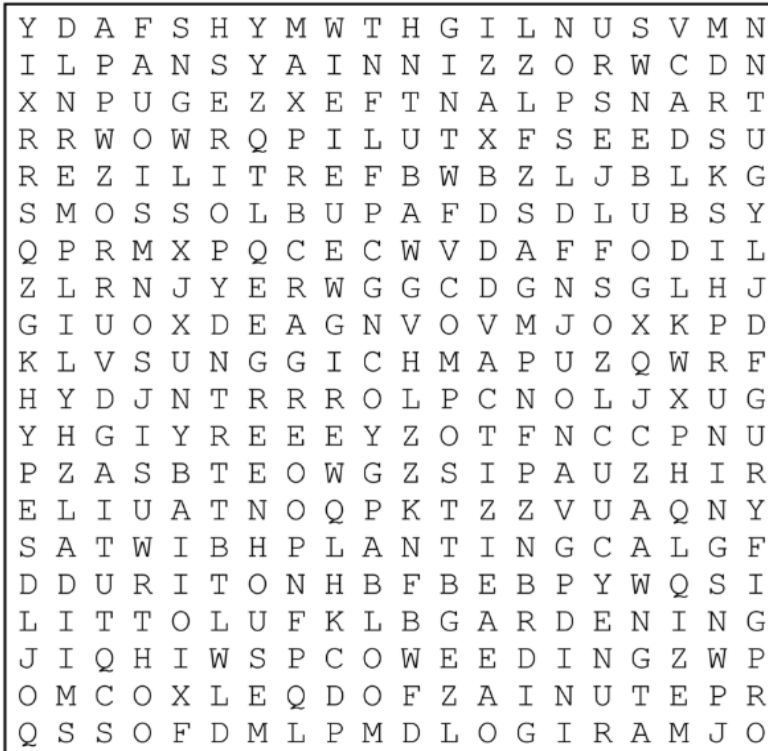 Y D A F S H Y M W T H G I L N U S V M N
I L P A N S Y A I N N I Z Z O R W C D N
X N P U G E Z X E F T N A L P S N A R T
R R W O W R Q P I L U T X F S E E D S U
R E Z I L I T R E F B W B Z L J B L K G
S M O S S O L B U P A F D S D L U B S Y
Q P R M X P Q C E C W V D A F F O D I L
Z L R N J Y E R W G G C D G N S G L H J
G I U O X D E A G N V O V M J O X K P D
K L V S U N G G I C H M A P U Z Q W R F
H Y D J N T R R R O L P C N O L J X U G
Y H G I Y R E E E Y Z O T F N C C P N U
P Z A S B T E O W G Z S I P A U Z H I R
E L I U A T N O Q P K T Z Z V U A Q N Y
S A T W I B H P L A N T I N G C A L G F
D D U R I T O N H B F B E B P Y W Q S I
L I T T O L U F K L B G A R D E N I N G
J I Q H I W S P C O W E E D I N G Z W P
O M C O X L E Q D O F Z A I N U T E P R
Q S S O F D M L P M D L O G I R A M J O